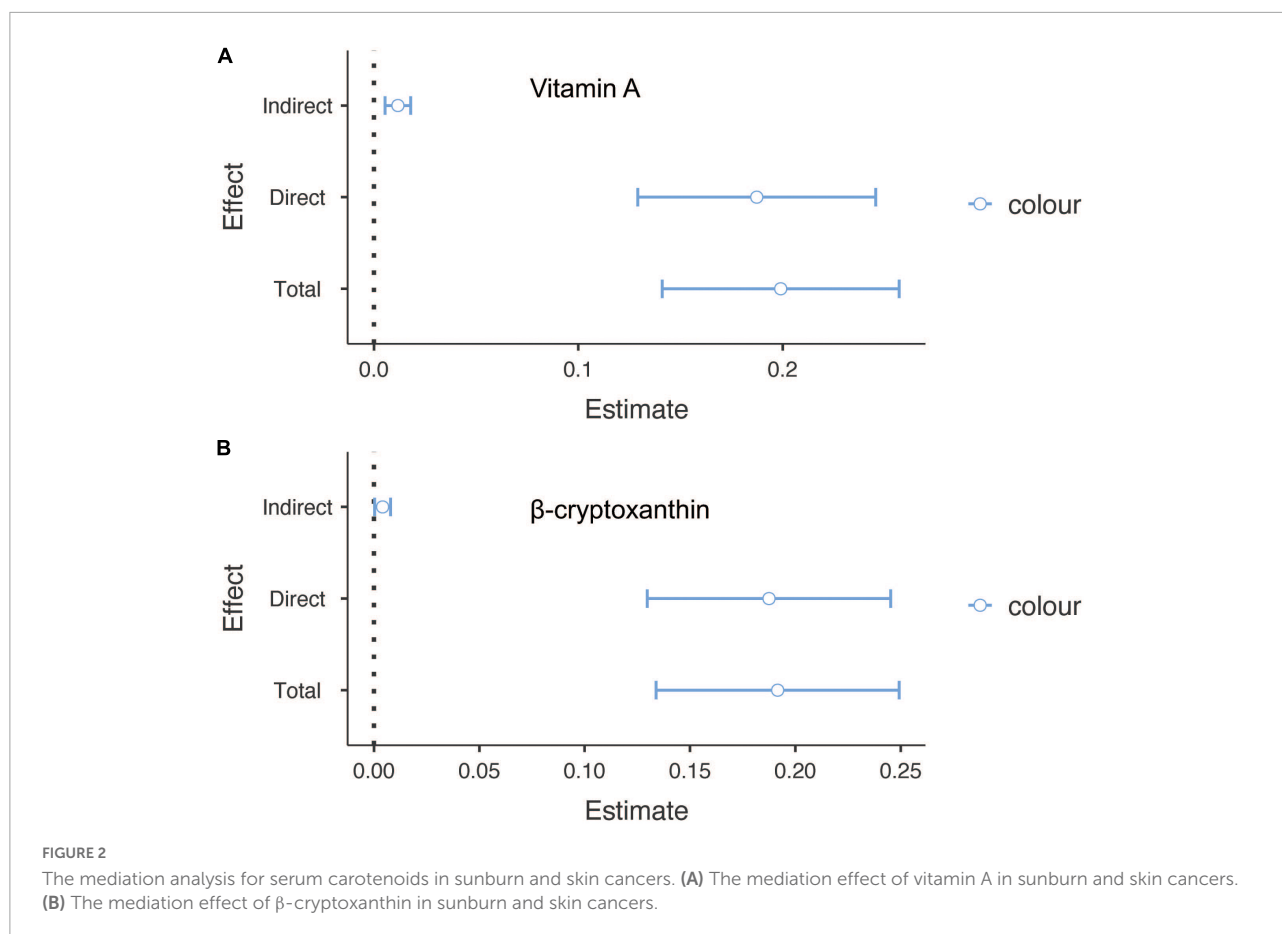 A
Vitamin A
Indirect
Direct
Total
Effect
colour
0.0 0.1 0.2
Estimate
B
β-cryptoxanthin
Indirect
Direct
Total
Effect
colour
0.00 0.05 0.10 0.15 0.20 0.25
Estimate
FIGURE 2
The mediation analysis for serum carotenoids in sunburn and skin cancers. (A) The mediation effect of vitamin A in sunburn and skin cancers.
(B) The mediation effect of β-cryptoxanthin in sunburn and skin cancers.